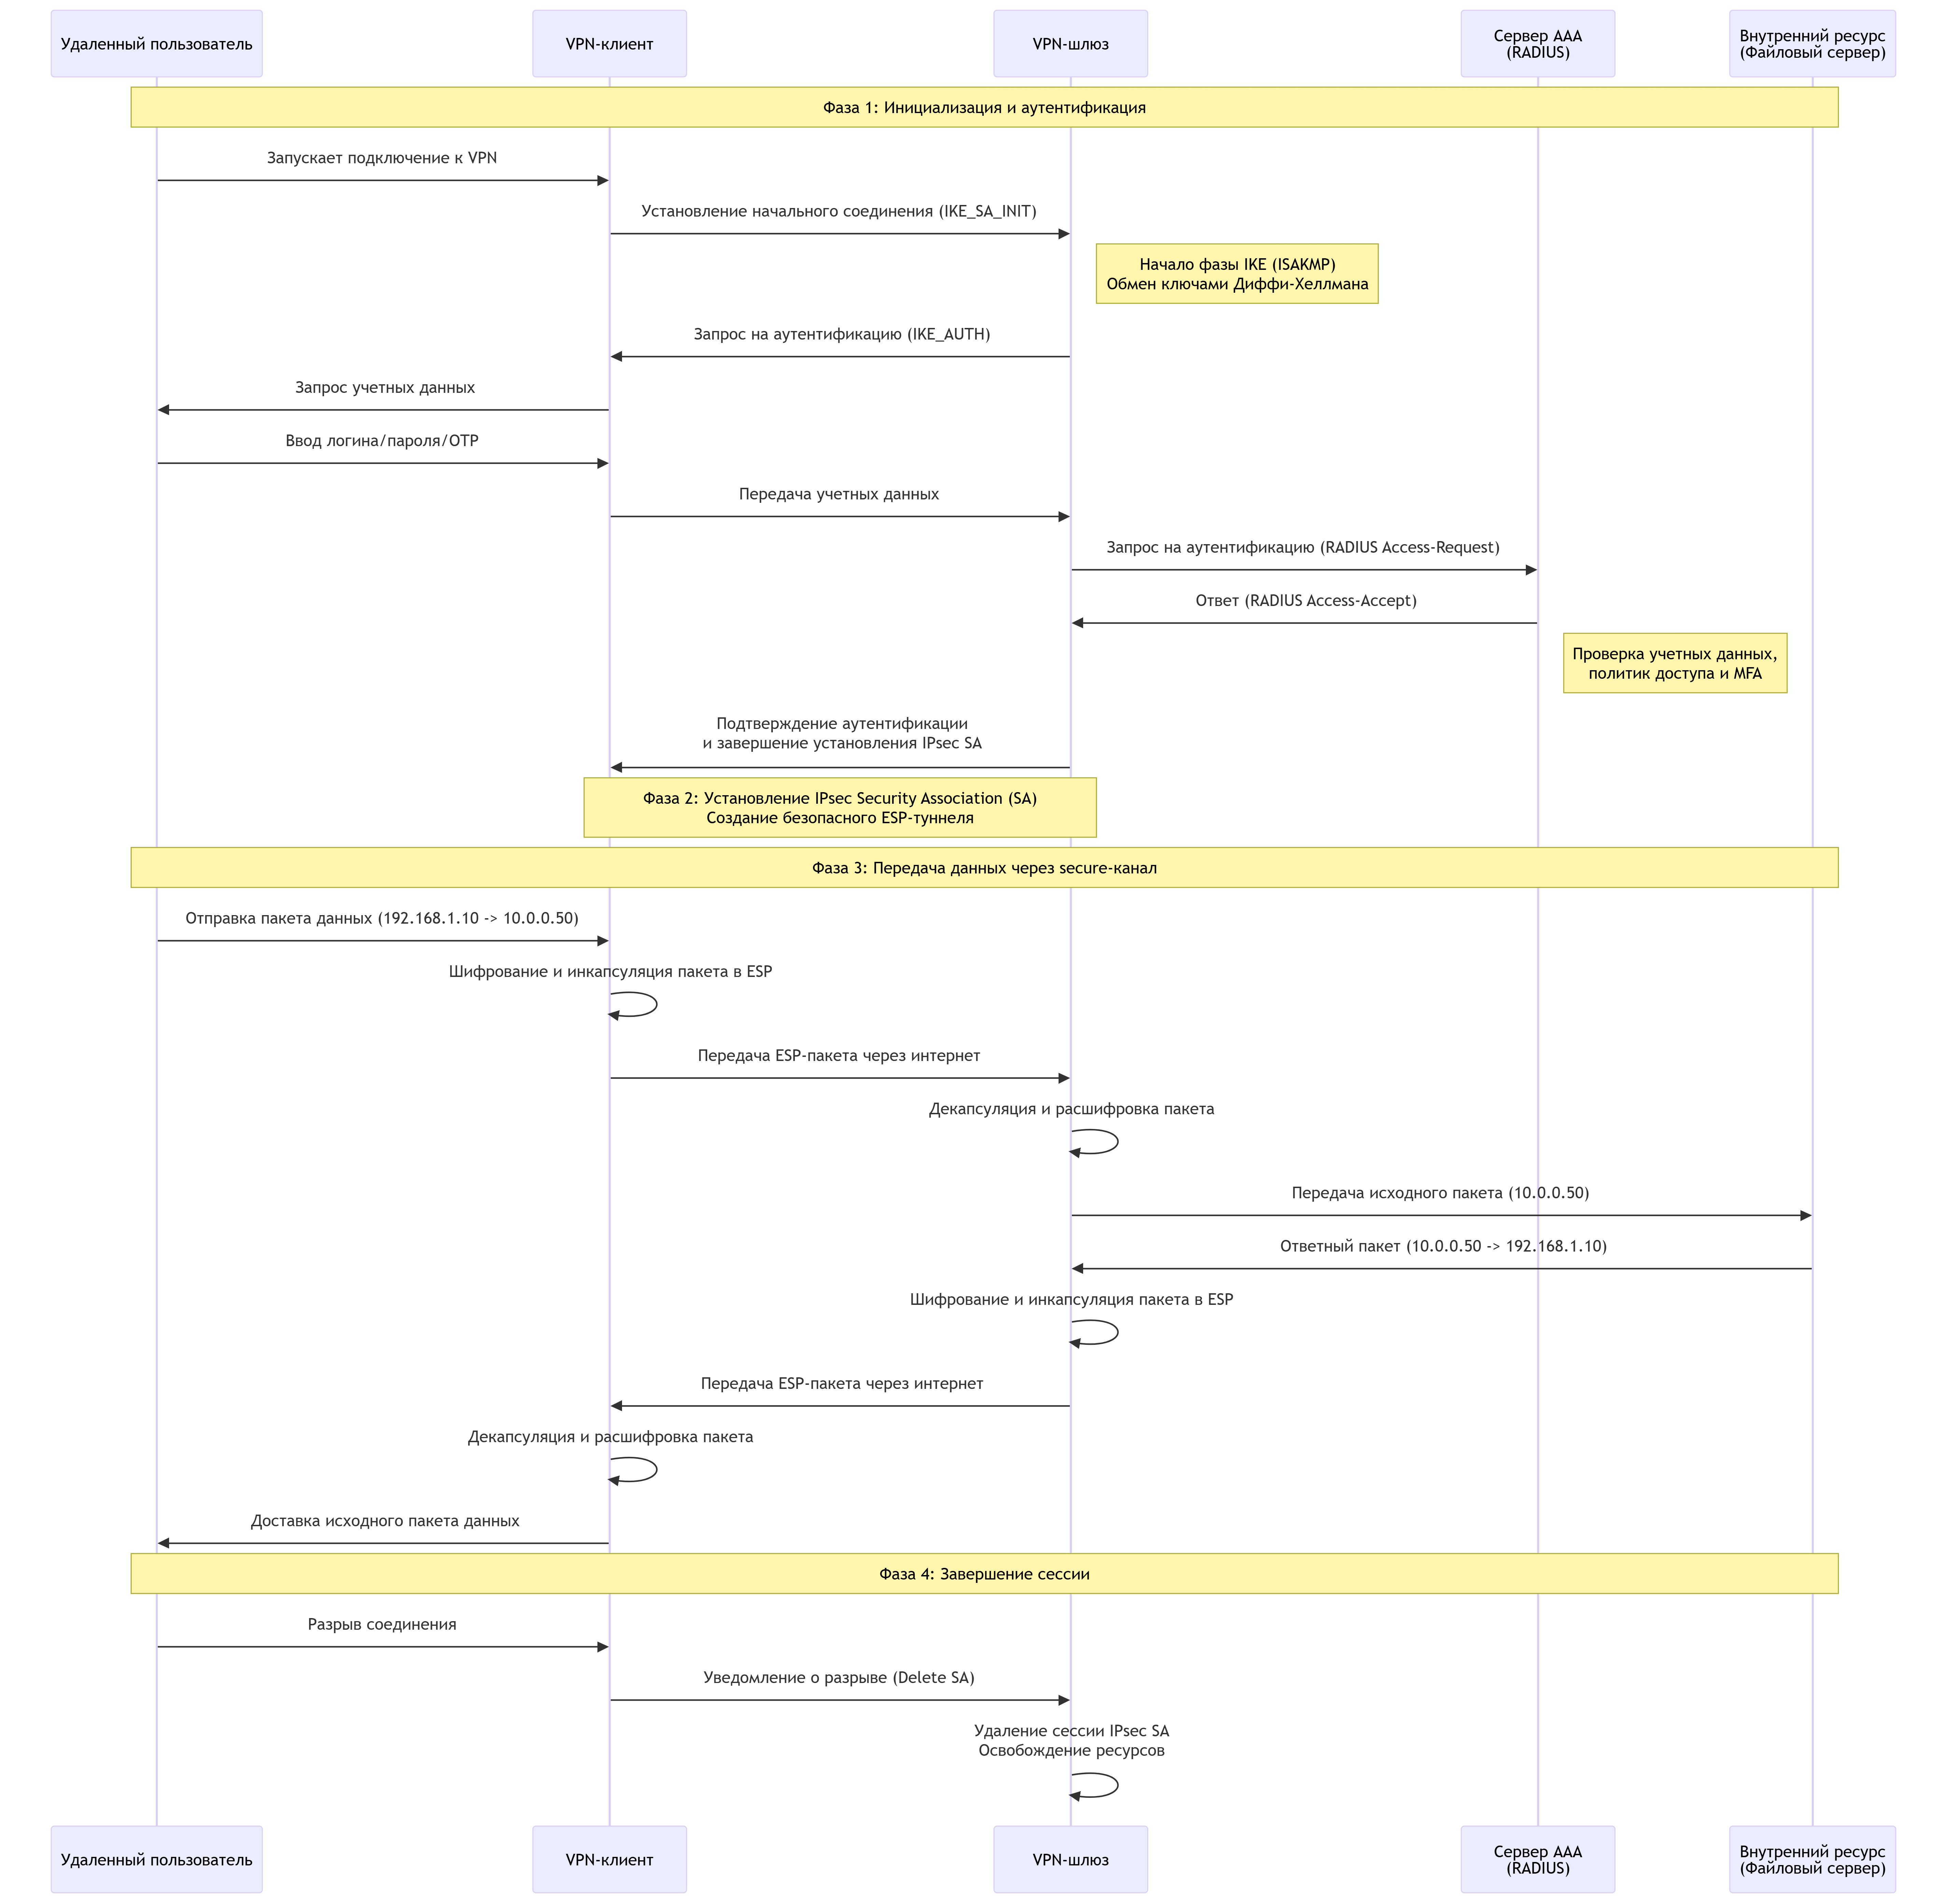 Удаленный пользователь
VPN-клиент
VPN-шлюз
Сервер AAA
(RADIUS)
Внутренний ресурс
(Файловый сервер)
Фаза 1: Инициализация и аутентификация
Запускает подключение к VPN
Установление начального соединения (IKE_SA_INIT)
Начало фазы IKE (ISAKMP)
Обмен ключами Диффи-Хеллмана
Запрос на аутентификацию (IKE_AUTH)
Запрос учетных данных
Ввод логина/пароля/OTP
Передача учетных данных
Запрос на аутентификацию (RADIUS Access-Request)
Ответ (RADIUS Access-Accept)
Проверка учетных данных,
политик доступа и MFA
Подтверждение аутентификации
и завершение установления IPsec SA
Фаза 2: Установление IPsec Security Association (SA)
Создание безопасного ESP-туннеля
Фаза 3: Передача данных через secure-канал
Отправка пакета данных (192.168.1.10 -> 10.0.0.50)
Шифрование и инкапсуляция пакета в ESP
Передача ESP-пакета через интернет
Декапсуляция и расшифровка пакета
Передача исходного пакета (10.0.0.50)
Ответный пакет (10.0.0.50 -> 192.168.1.10)
Шифрование и инкапсуляция пакета в ESP
Передача ESP-пакета через интернет
Декапсуляция и расшифровка пакета
Доставка исходного пакета данных
Фаза 4: Завершение сессии
Разрыв соединения
Уведомление о разрыве (Delete SA)
Удаление сессии IPsec SA
Освобождение ресурсов
Удаленный пользователь
VPN-клиент
VPN-шлюз
Сервер AAA
(RADIUS)
Внутренний ресурс
(Файловый сервер)